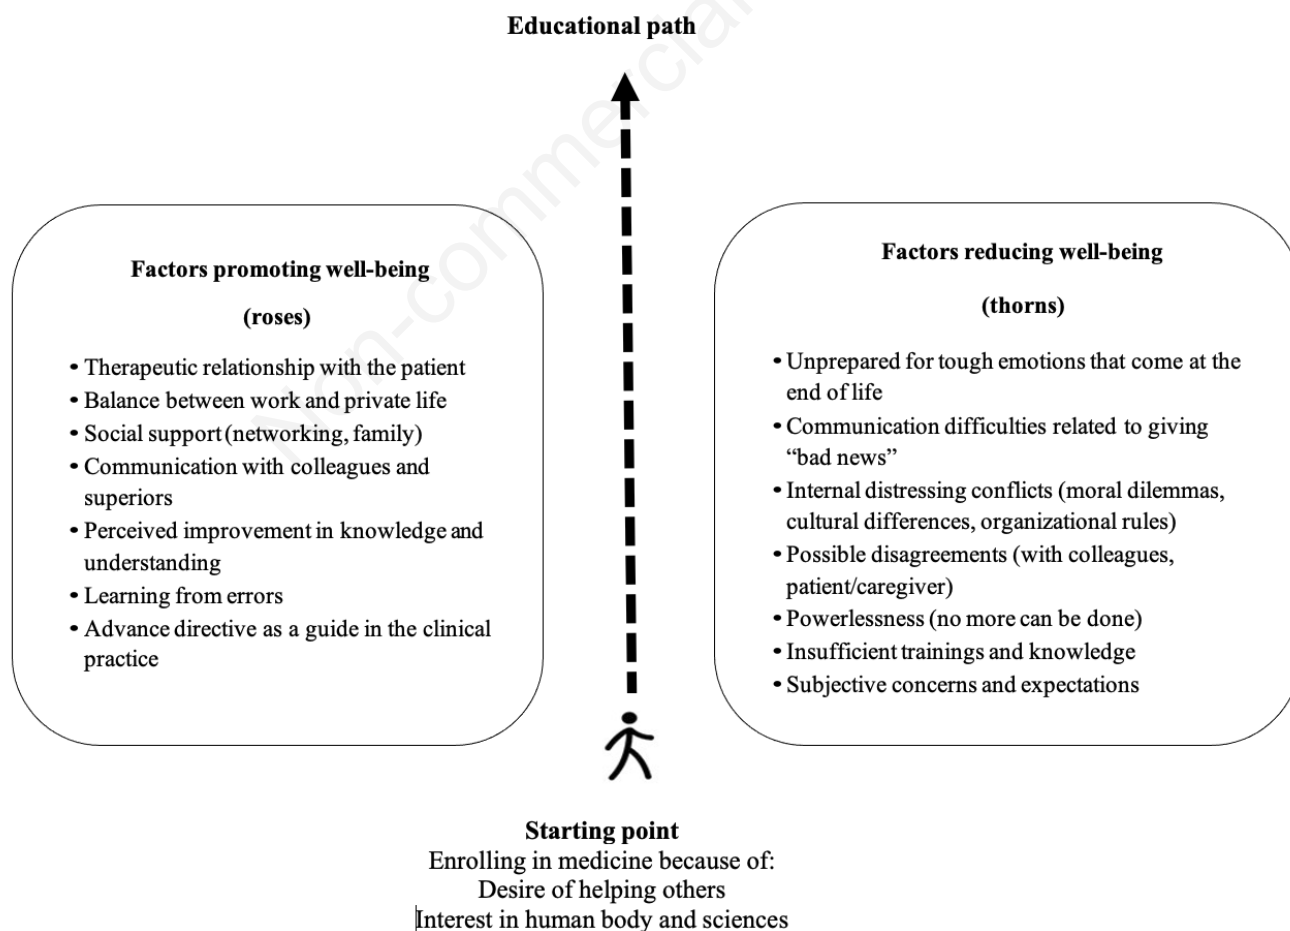 Educational path
Factors promoting well-being
(roses)
• Therapeutic relationship with the patient
• Balance between work and private life
• Social support (networking, family)
• Communication with colleagues and
superiors
• Perceived improvement in knowledge and
understanding
• Learning from errors
• Advance directive as a guide in the clinical
practice
Factors reducing well-being
(thorns)
• Unprepared for tough emotions that come at the
end of life
• Communication difficulties related to giving
“bad news”
• Internal distressing conflicts (moral dilemmas,
cultural differences, organizational rules)
• Possible disagreements (with colleagues,
patient/caregiver)
• Powerlessness (no more can be done)
• Insufficient trainings and knowledge
• Subjective concerns and expectations
Starting point
Enrolling in medicine because of:
Desire of helping others
Interest in human body and sciences
Non-commercial